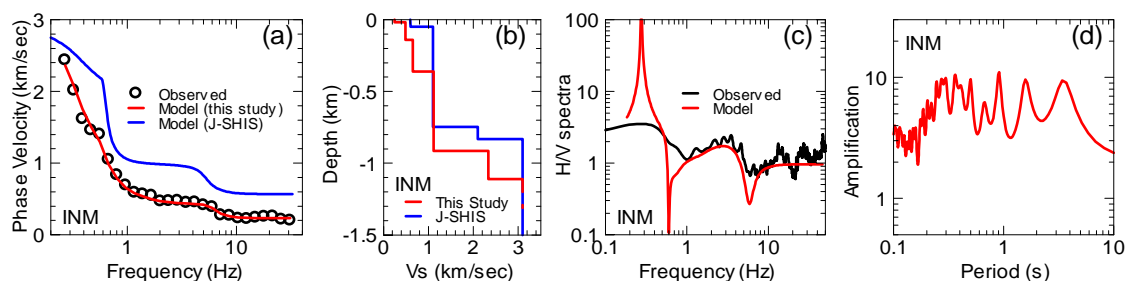 (a)
Phase Velocity (km/sec)
3
2
1
0
Observed
Model (this study)
Model (J-SHIS)
INM
1
10
Frequency (Hz)
(b)
Depth (km)
-0
-0.5
-1
-1.5
INM
This Study
J-SHIS
0
1
2
3
Vs (km/sec)
(c)
H/V spectra
100
10
1
0.1
Observed
Model
INM
0.1
1
10
Frequency (Hz)
(d)
Amplification
INM
10
1
0.1
1
10
Period (s)